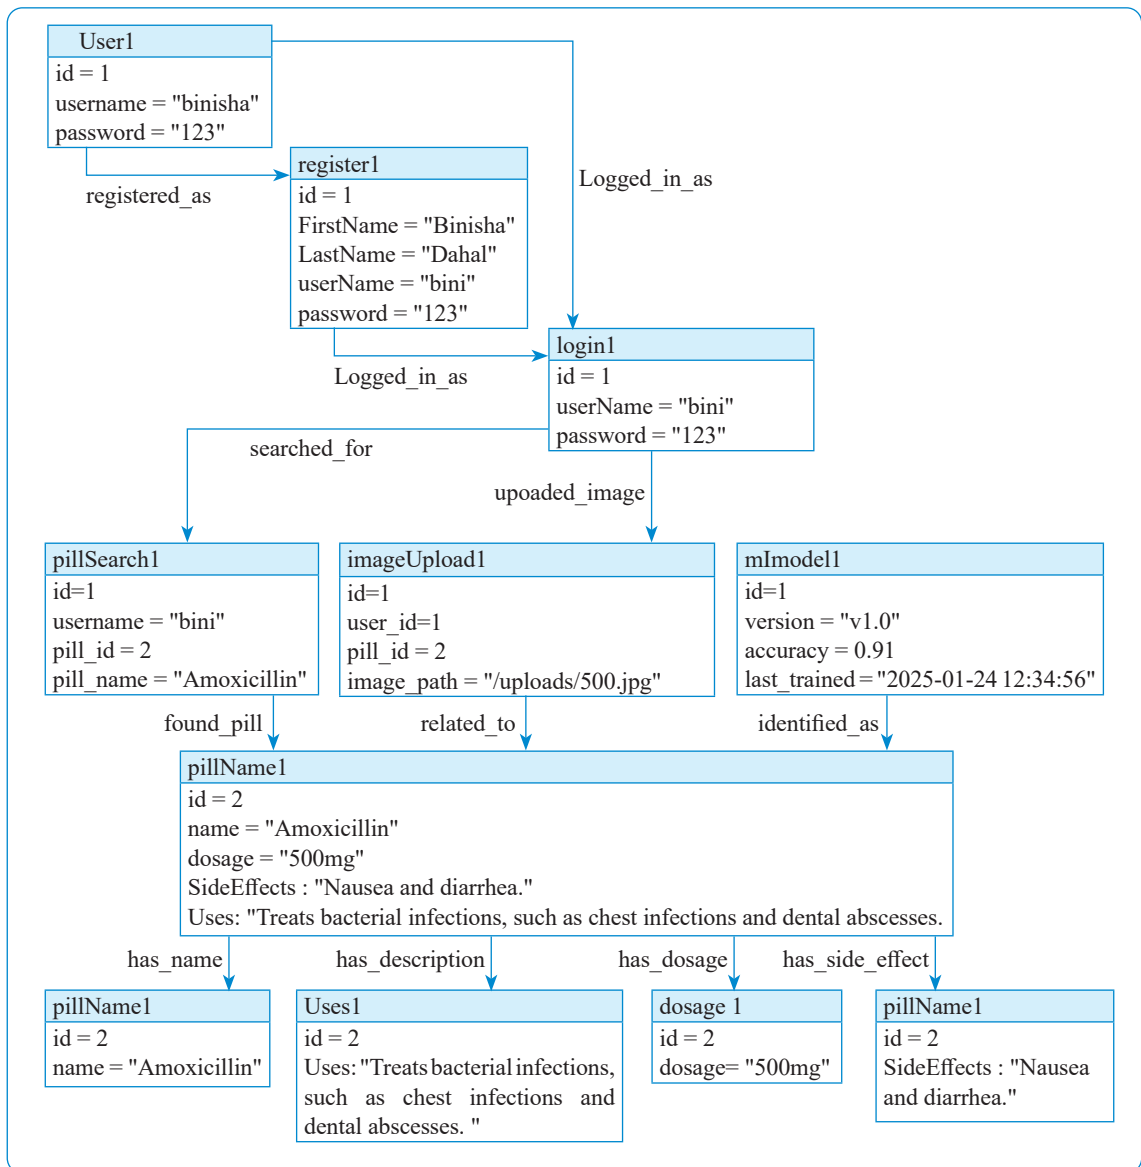 User1
id = 1
username = "binisha"
password = "123"
registered_as
Logged_in_as
register1
id = 1
FirstName = "Binisha"
LastName = "Dahal"
userName = "bini"
password = "123"
Logged_in_as
login1
id = 1
userName = "bini"
password = "123"
searched_for
upoaded_image
pillSearch1
id=1
username = "bini"
pill_id = 2
pill_name = "Amoxicillin"
imageUpload1
id=1
user_id=1
pill_id = 2
image_path = "/uploads/500.jpg"
mImodel1
id=1
version = "v1.0"
accuracy = 0.91
last_trained = "2025-01-24 12:34:56"
found_pill
related_to
identified_as
pillName1
id = 2
name = "Amoxicillin"
dosage = "500mg"
SideEffects : "Nausea and diarrhea."
Uses: "Treats bacterial infections, such as chest infections and dental abscesses.
has_name
has_description
has_dosage
has_side_effect
pillName1
id = 2
name = "Amoxicillin"
Uses1
id = 2
Uses: "Treats bacterial infections,
such as chest infections and
dental abscesses. "
dosage 1
id = 2
dosage= "500mg"
pillName1
id = 2
SideEffects : "Nausea
and diarrhea."